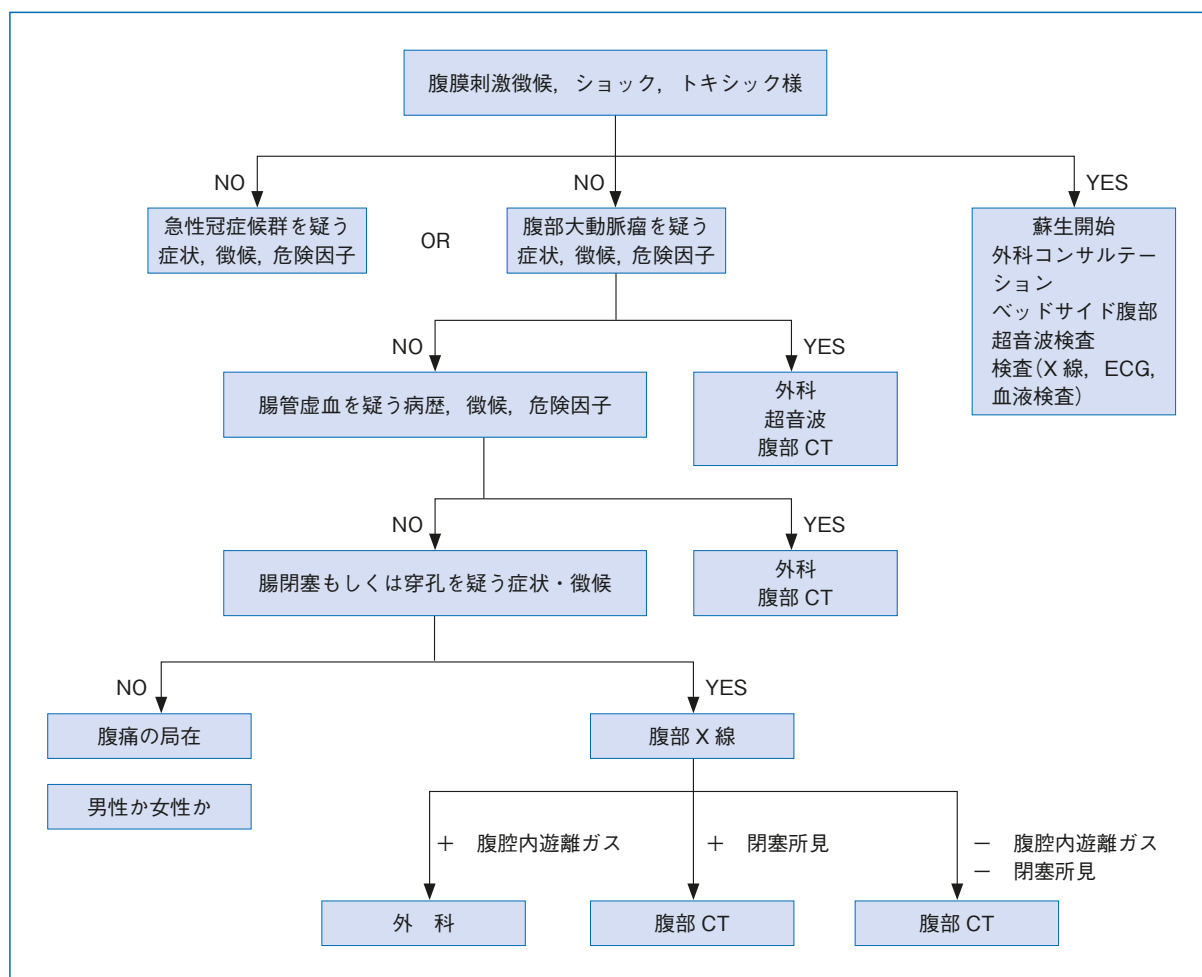 腹膜刺激徴候，ショック，トキシック様
NO
NO
YES
急性冠症候群を疑う
症状，徴候，危険因子
OR
腹部大動脈瘤を疑う
症状，徴候，危険因子
蘇生開始
外科コンサルテー
ション
ベッドサイド腹部
超音波検査
検査（X 線，ECG，
血液検査）
NO
YES
腸管虚血を疑う病歴，徴候，危険因子
外科
超音波
腹部 CT
NO
YES
腸閉塞もしくは穿孔を疑う症状・徴候
外科
腹部 CT
NO
YES
腹痛の局在
腹部 X 線
男性か女性か
＋　腹腔内遊離ガス
＋　閉塞所見
－　腹腔内遊離ガス
－　閉塞所見
外　科
腹部 CT
腹部 CT